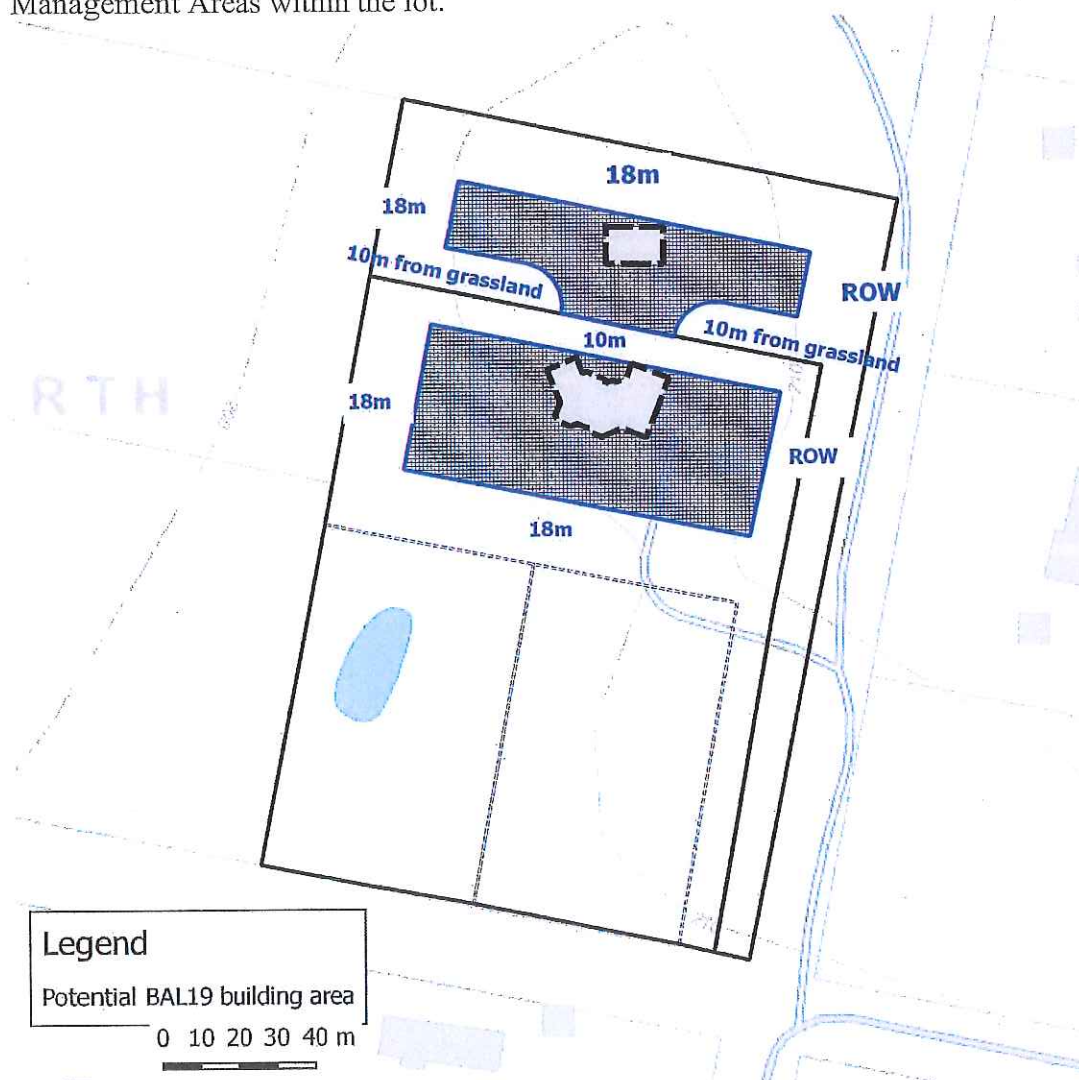 Management Areas within the lot.
18m
18m
10m from grassland
ROW
10m from grassland
10m
RTH
18m
ROW
18m
Legend
Potential BAL19 building area
0 10 20 30 40 m